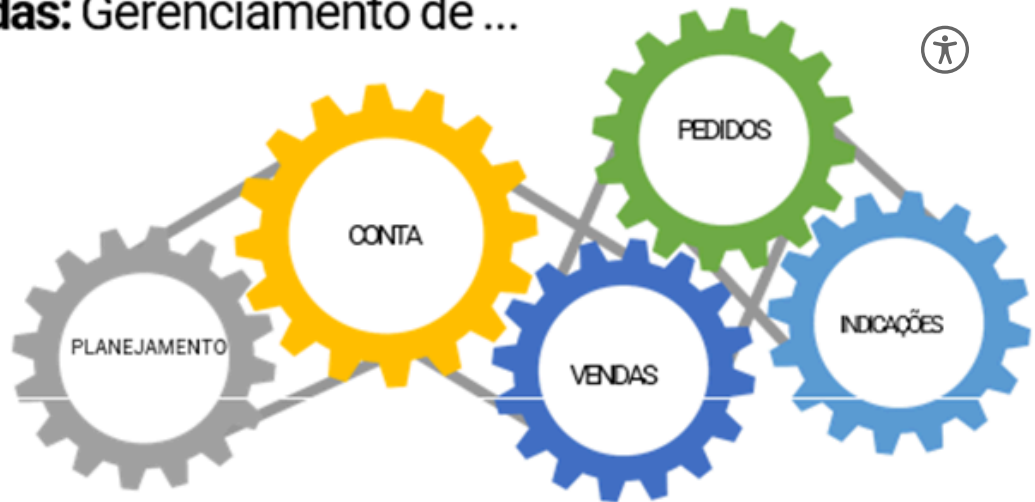 das: Gerenciamento de ...
PEDIDOS
CONTA
INDICAÇÕES
PLANEJAMENTO
VENDAS